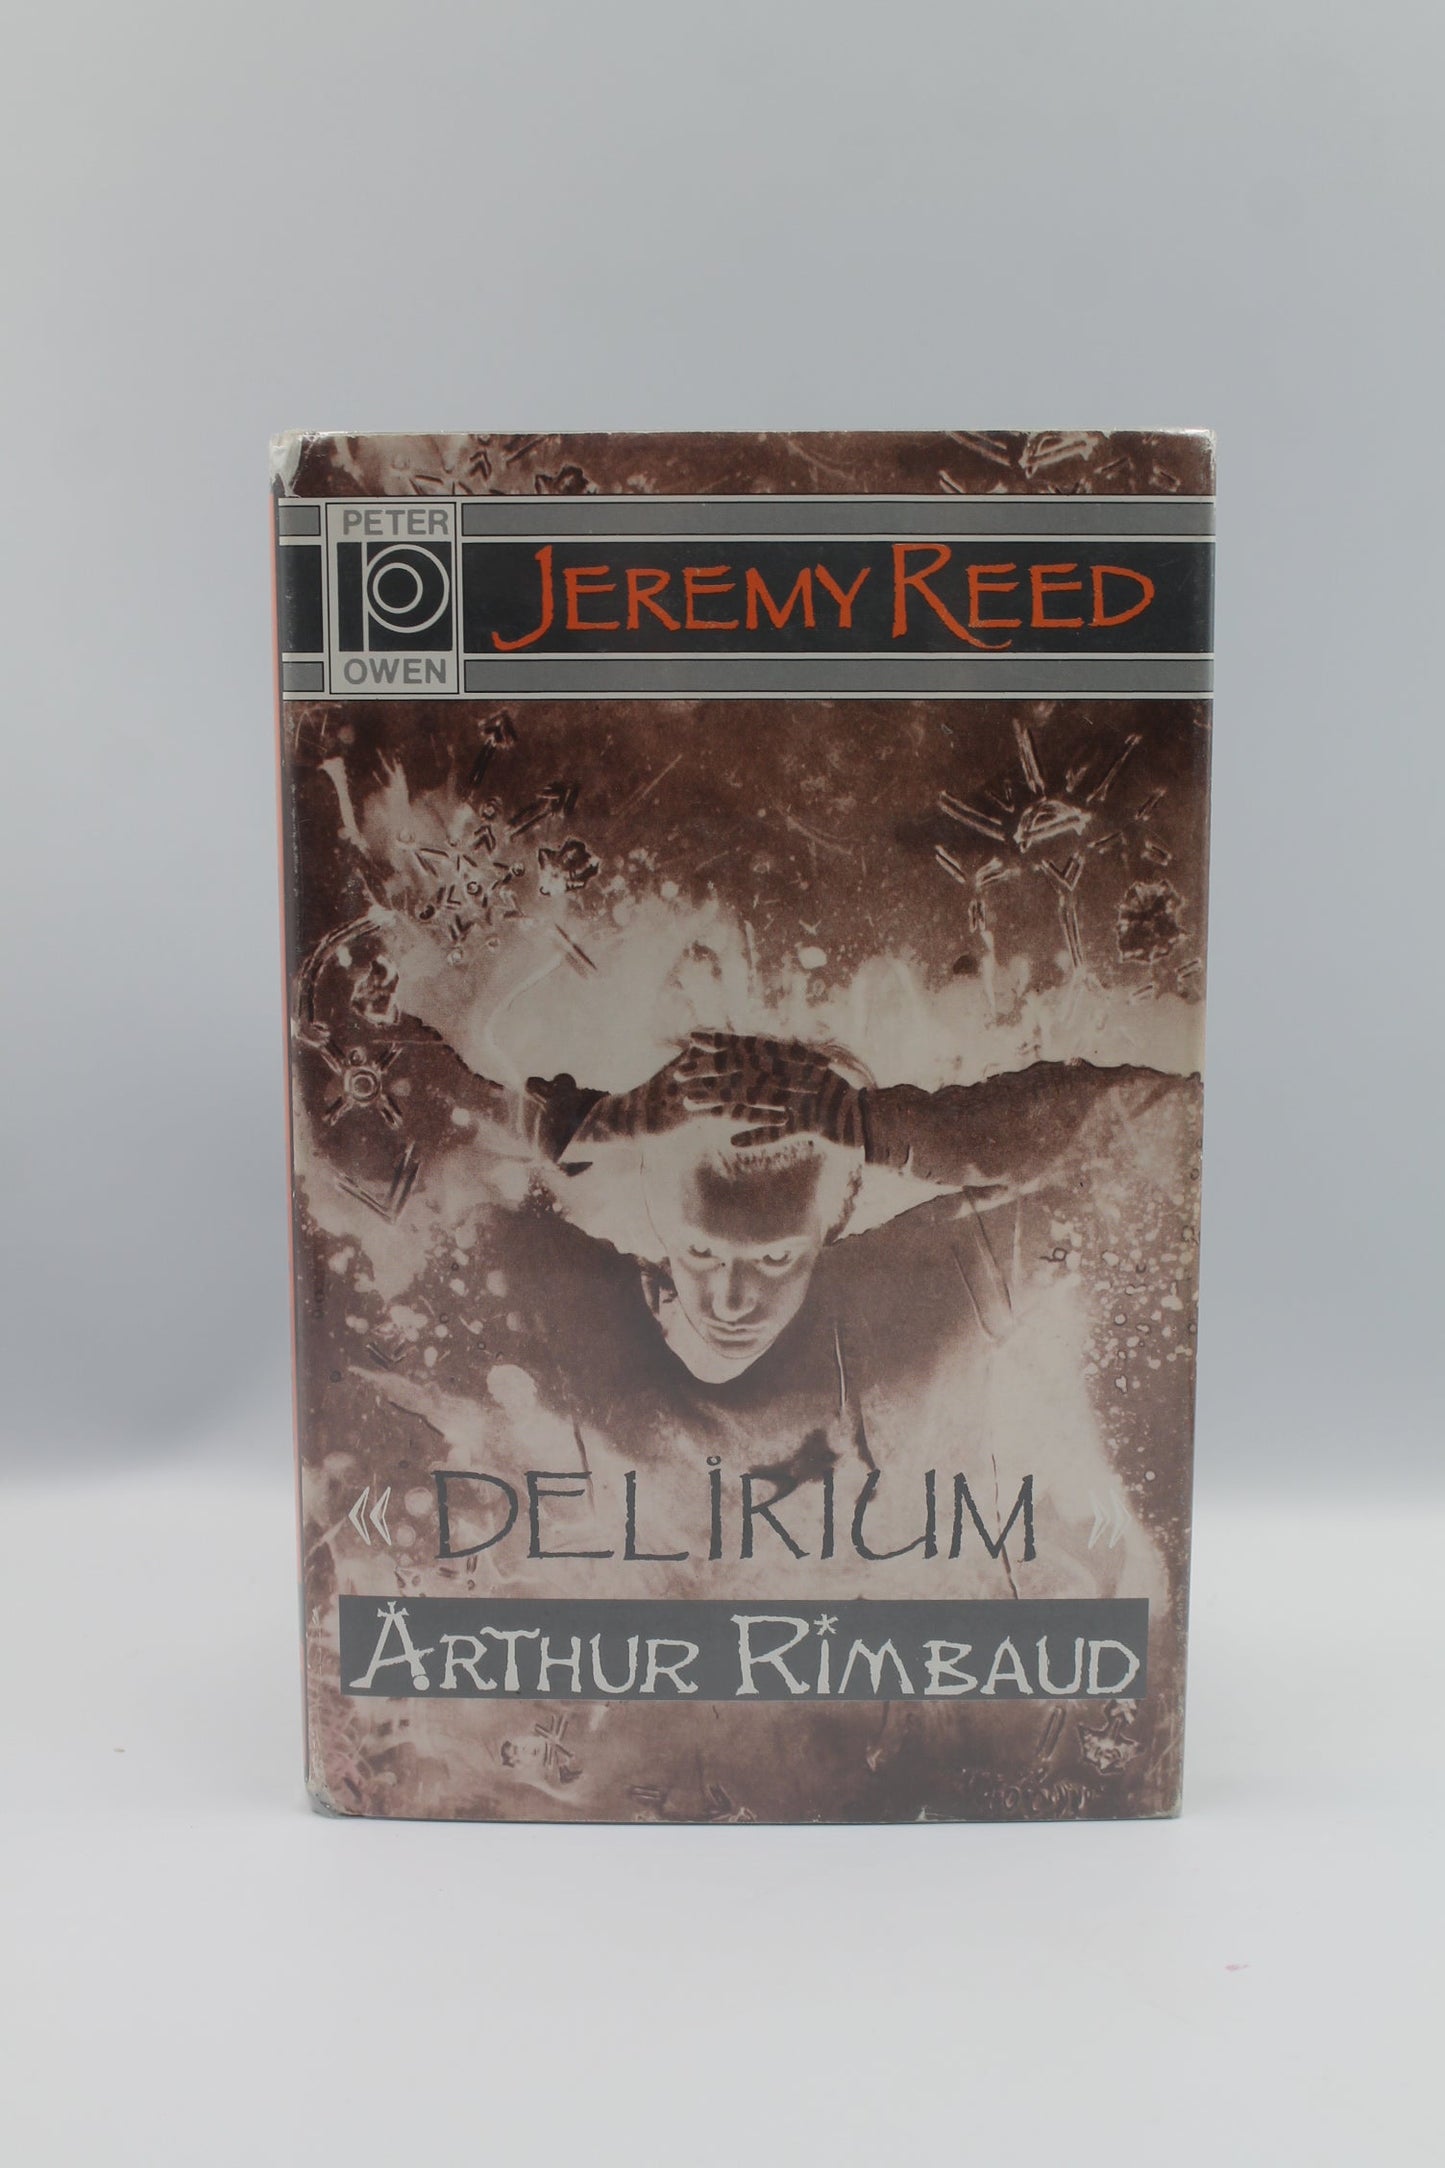 PETER
OWEN
JEREMY REED
« DELIRIUM »
ARTHUR RIMBAUD